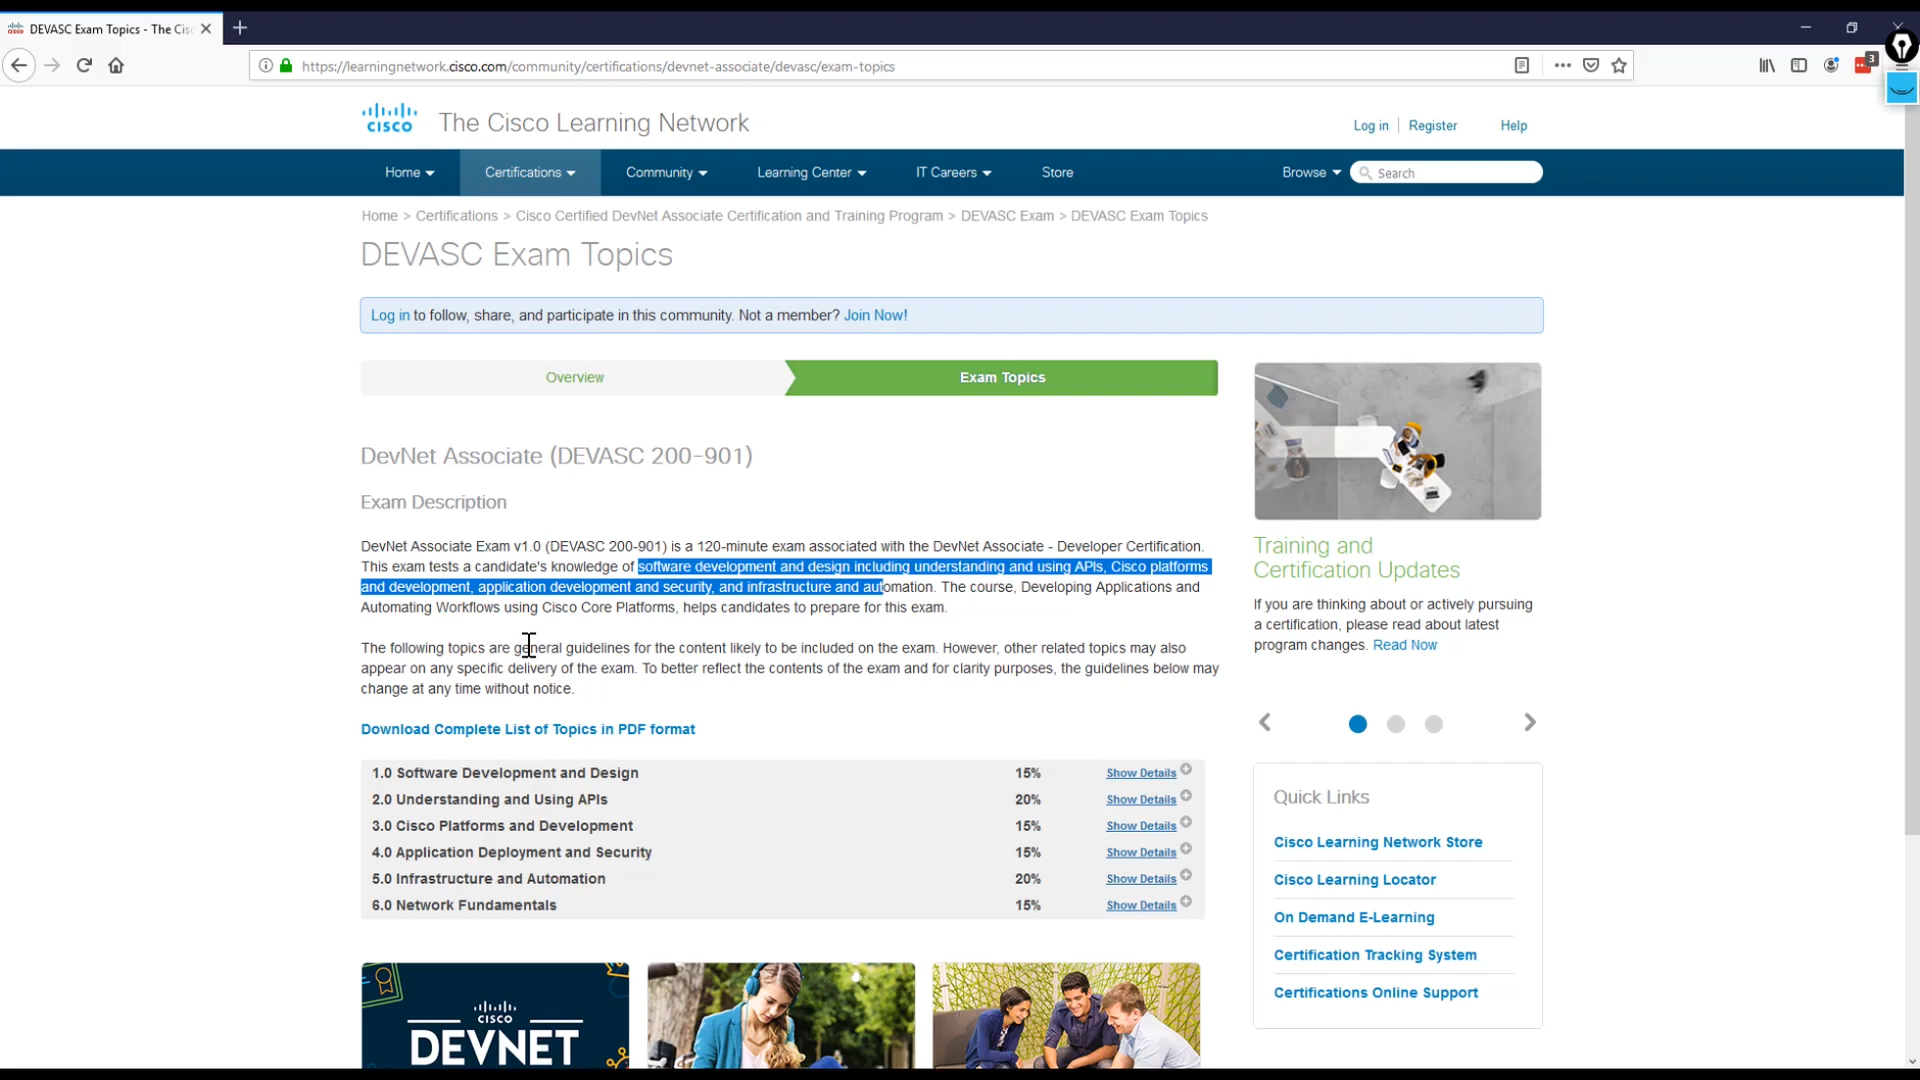 DEVASC Exam Topics - The Cis
https://learningnetwork.cisco.com/community/certifications/devnet-associate/devasc/exam-topics
3
cisco
The Cisco Learning Network
Log in
Register
Help
Home
Certifications
Community
Learning Center
IT Careers
Store
Browse
Search
Home > Certifications > Cisco Certified DevNet Associate Certification and Training Program > DEVASC Exam > DEVASC Exam Topics
DEVASC Exam Topics
Log in to follow, share, and participate in this community. Not a member? Join Now!
Overview
Exam Topics
DevNet Associate (DEVASC 200-901)
Exam Description
DevNet Associate Exam v1.0 (DEVASC 200-901) is a 120-minute exam associated with the DevNet Associate - Developer Certification.
This exam tests a candidate's knowledge of software development and design including understanding and using APIs, Cisco platforms
and development, application development and security, and infrastructure and automation. The course, Developing Applications and
Automating Workflows using Cisco Core Platforms, helps candidates to prepare for this exam.
The following topics are general guidelines for the content likely to be included on the exam. However, other related topics may also
appear on any specific delivery of the exam. To better reflect the contents of the exam and for clarity purposes, the guidelines below may
change at any time without notice.
Download Complete List of Topics in PDF format
1.0 Software Development and Design 15% Show Details
2.0 Understanding and Using APIs 20% Show Details
3.0 Cisco Platforms and Development 15% Show Details
4.0 Application Deployment and Security 15% Show Details
5.0 Infrastructure and Automation 20% Show Details
6.0 Network Fundamentals 15% Show Details
cisco
DEVNET
Training and
Certification Updates
If you are thinking about or actively pursuing
a certification, please read about latest
program changes. Read Now
Quick Links
Cisco Learning Network Store
Cisco Learning Locator
On Demand E-Learning
Certification Tracking System
Certifications Online Support